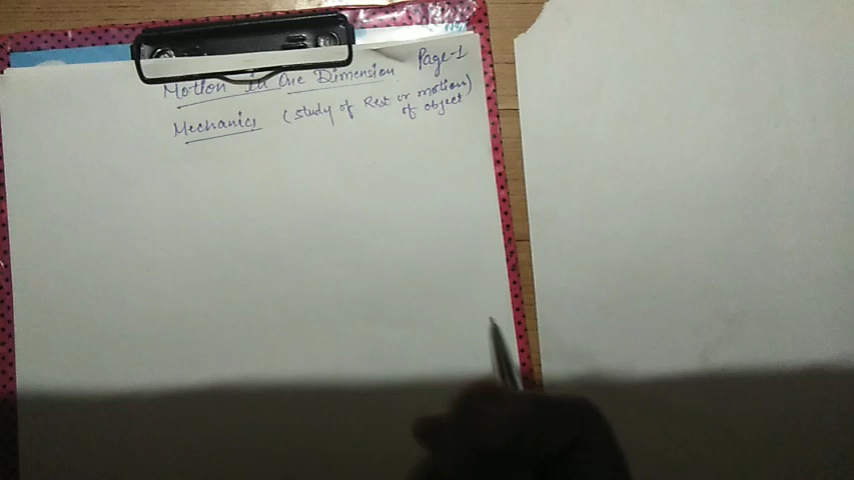 Motion in One Dimension Page-1
Mechanics (study of Rest or motion)
of object